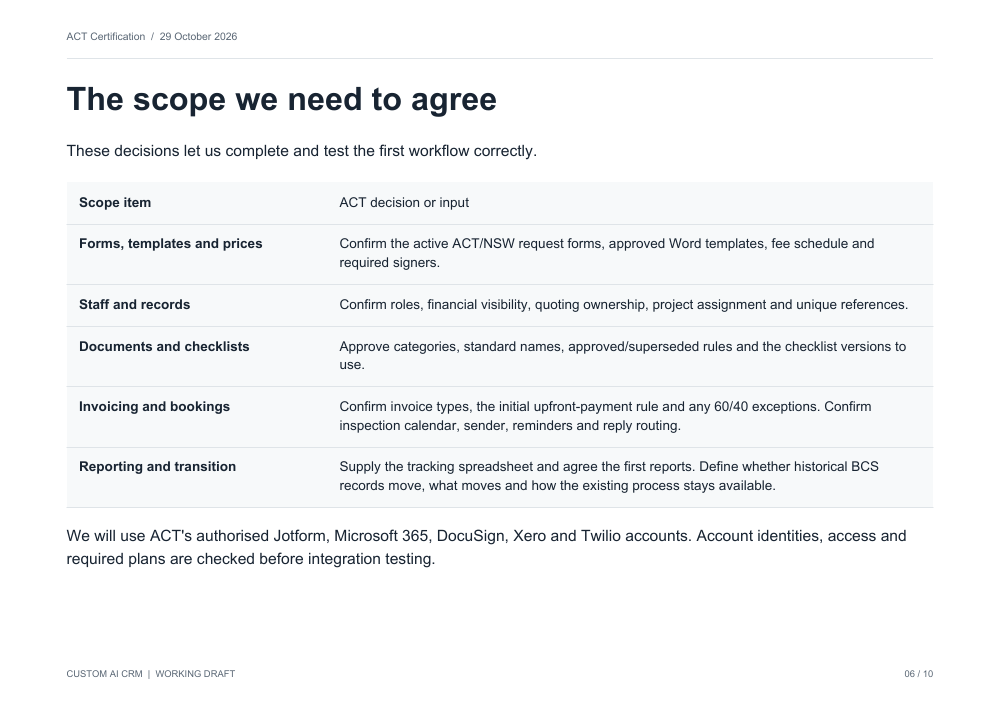 ACT Certification / 29 October 2026
The scope we need to agree
These decisions let us complete and test the first workflow correctly.
Scope item
ACT decision or input
Forms, templates and prices
Confirm the active ACT/NSW request forms, approved Word templates, fee schedule and
required signers.
Staff and records
Confirm roles, financial visibility, quoting ownership, project assignment and unique references.
Documents and checklists
Approve categories, standard names, approved/superseded rules and the checklist versions to
use.
Invoicing and bookings
Confirm invoice types, the initial upfront-payment rule and any 60/40 exceptions. Confirm
inspection calendar, sender, reminders and reply routing.
Reporting and transition
Supply the tracking spreadsheet and agree the first reports. Define whether historical BCS
records move, what moves and how the existing process stays available.
We will use ACT's authorised Jotform, Microsoft 365, DocuSign, Xero and Twilio accounts. Account identities, access and
required plans are checked before integration testing.
CUSTOM AI CRM | WORKING DRAFT
06 / 10